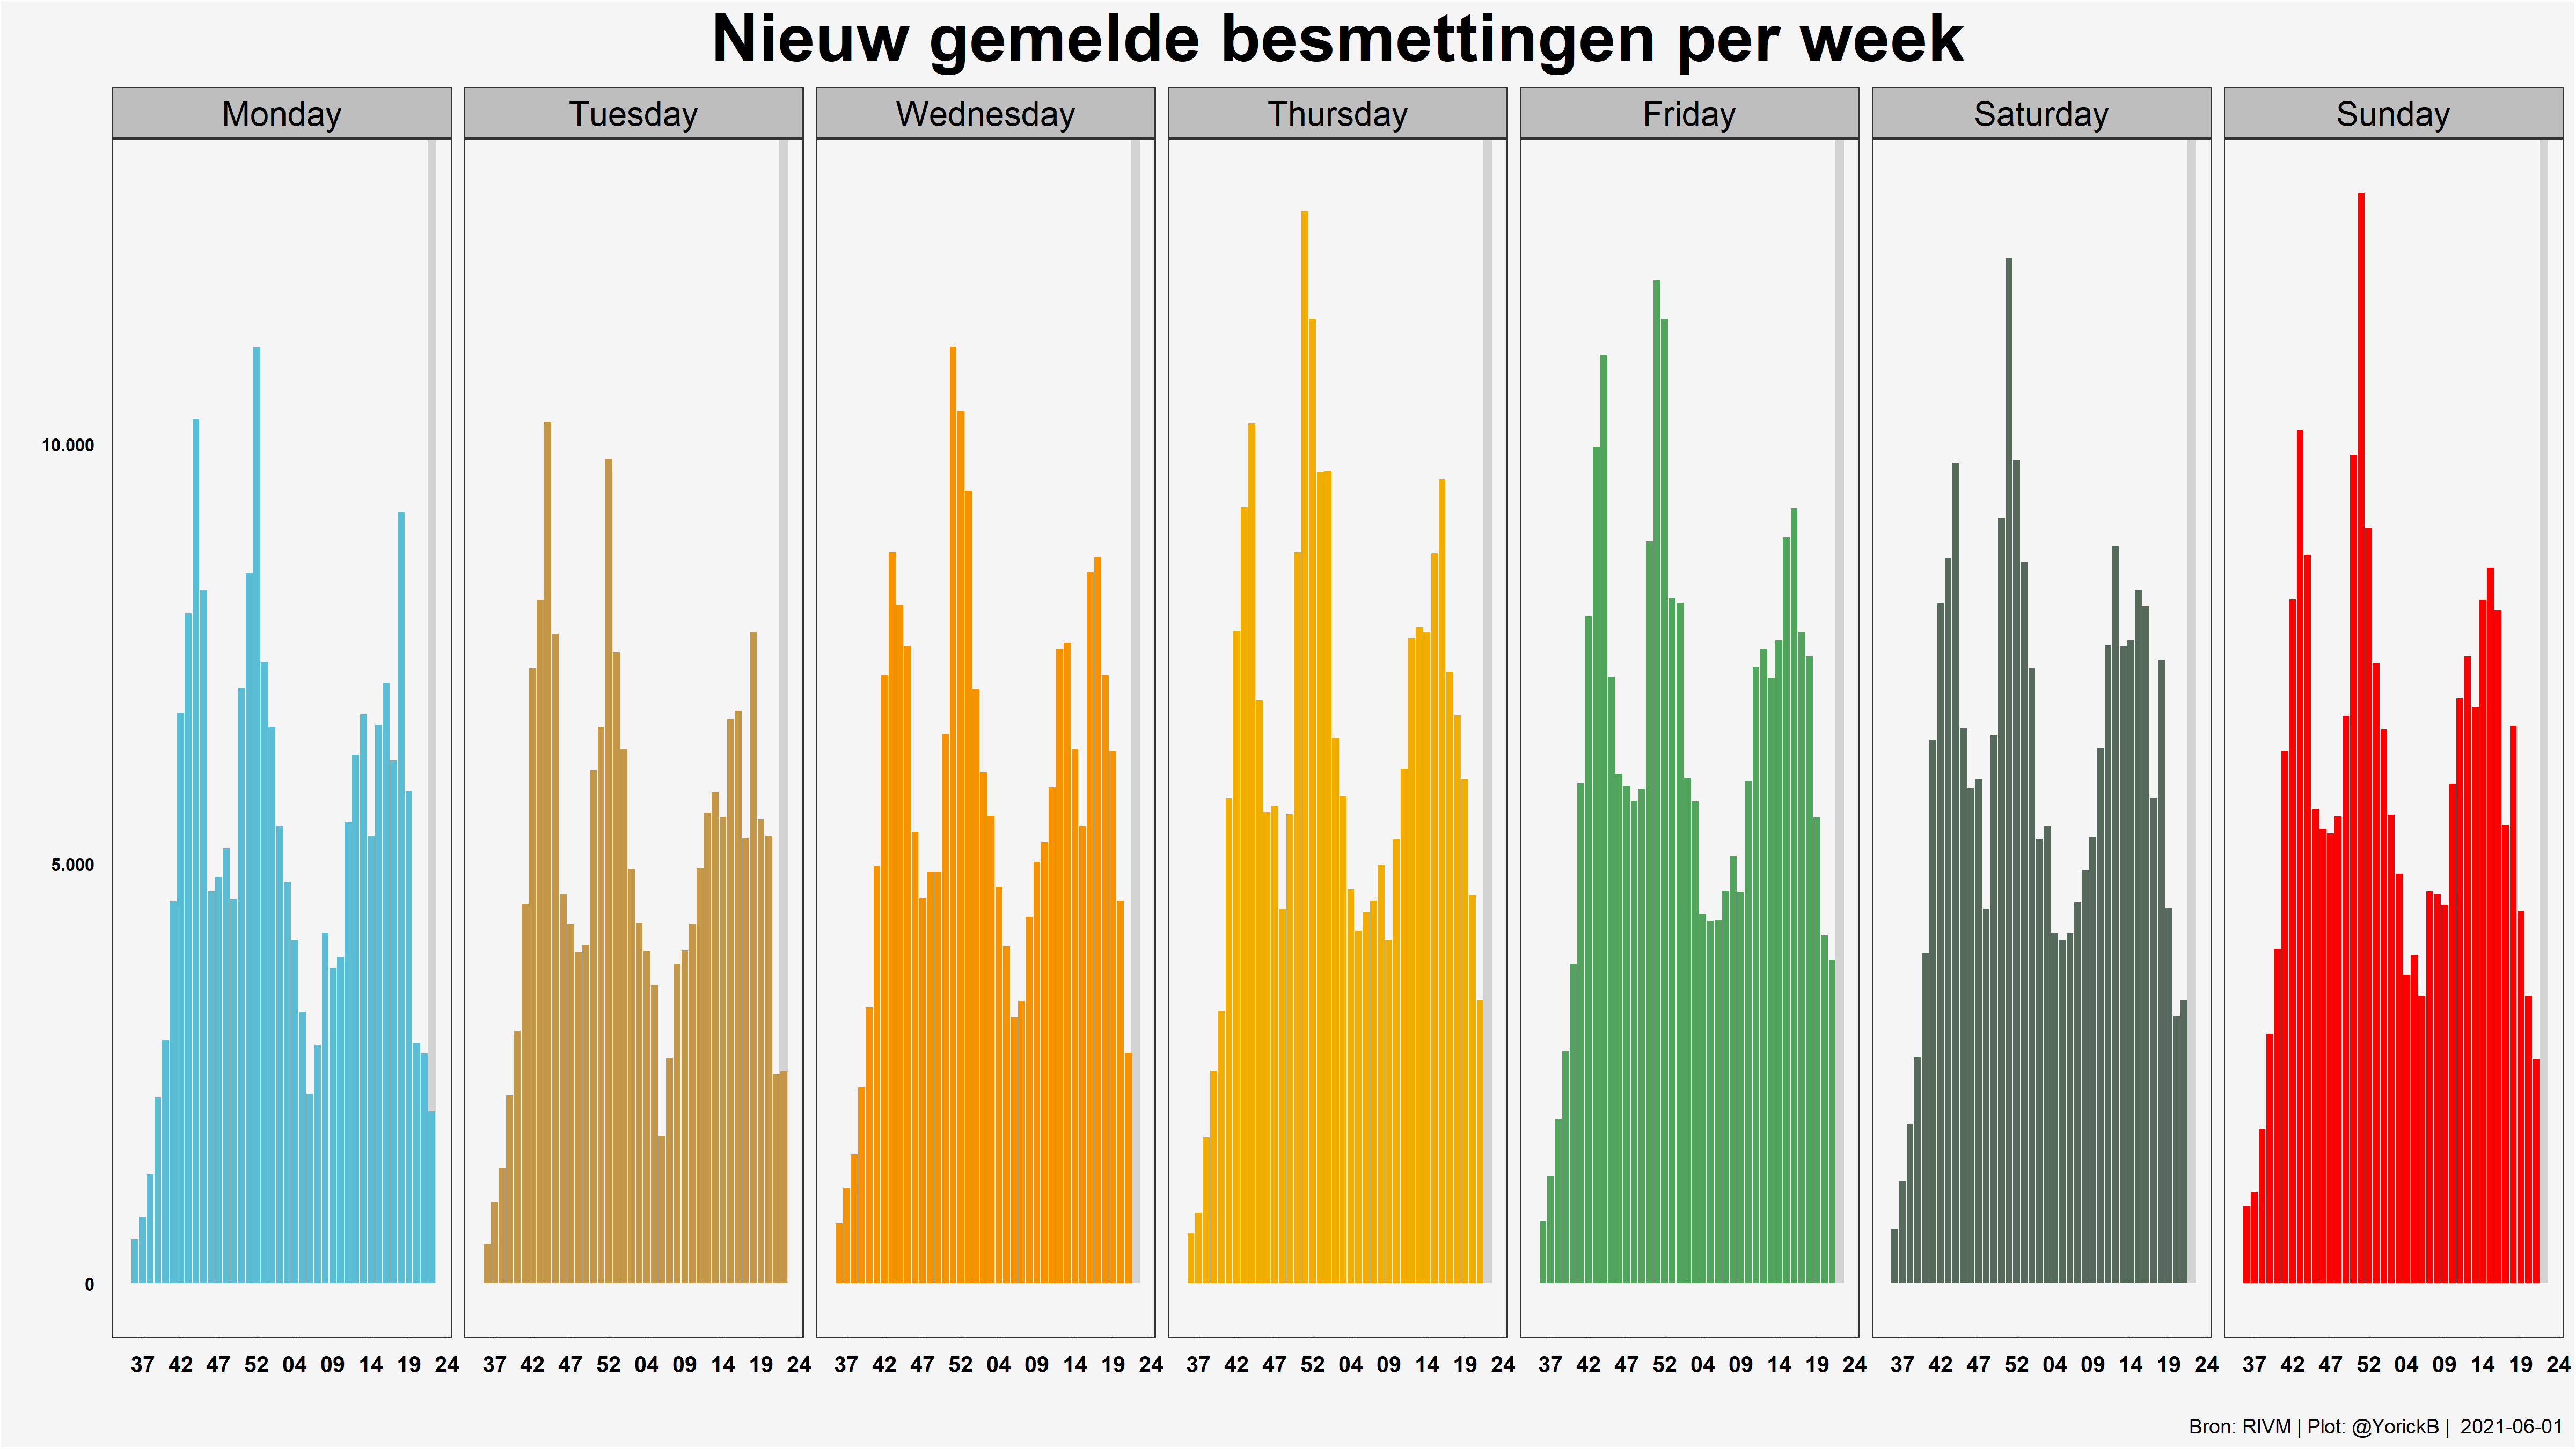 Nieuw gemelde besmettingen per week
Monday Tuesday Wednesday Thursday Friday Saturday Sunday
10.000
5.000
0
37 42 47 52 04 09 14 19 24 37 42 47 52 04 09 14 19 24 37 42 47 52 04 09 14 19 24 37 42 47 52 04 09 14 19 24 37 42 47 52 04 09 14 19 24 37 42 47 52 04 09 14 19 24 37 42 47 52 04 09 14 19 24
Bron: RIVM | Plot: @YorickB | 2021-06-01